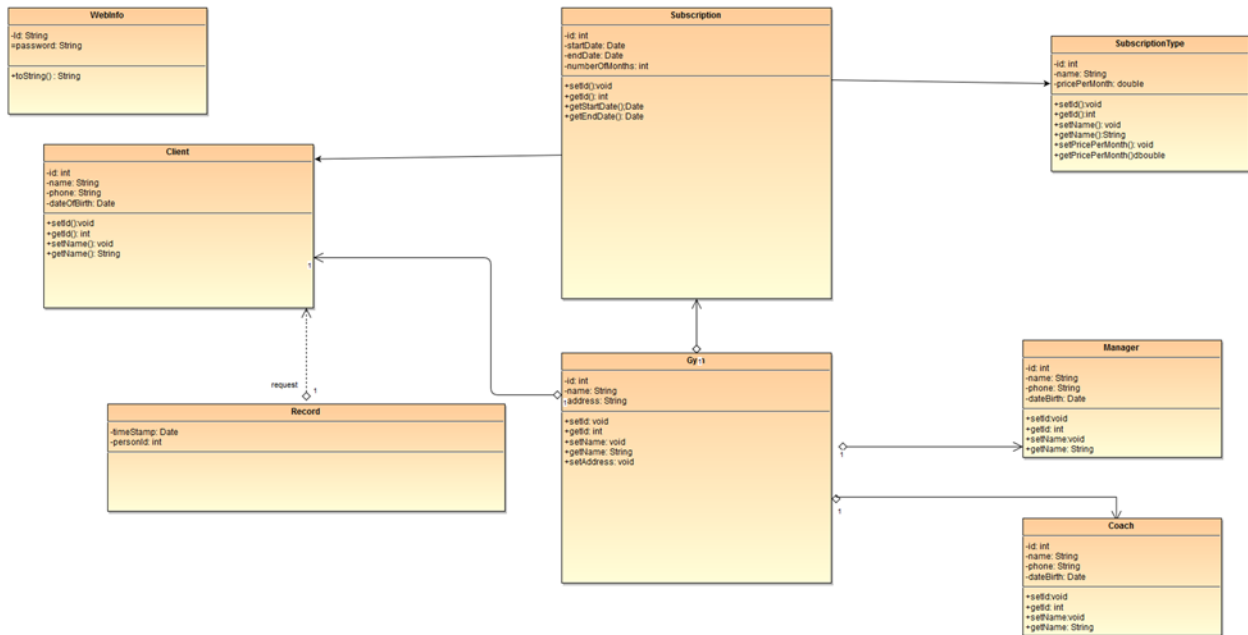 WebInfo
-Id: String
=password: String
+toString() : String
Subscription
-id: int
-startDate: Date
-endDate: Date
-numberOfMonths: int
+setId():void
+getId(): int
+getStartDate();Date
+getEndDate(): Date
SubscriptionType
-id: int
-name: String
-pricePerMonth: double
+setId():void
+getId():int
+setName(): void
+getName():String
+setPricePerMonth(): void
+getPricePerMonth()dbouble
Client
-id: int
-name: String
-phone: String
-dateOfBirth: Date
+setId():void
+getId(): int
+setName(): void
+getName(): String
1
request
1
Record
-timeStamp: Date
-personId: int
1
-id: int
-name: String
-address: String
1
+setId: void
+getId: int
+setName: void
+getName: String
+setAddress: void
1
1
Manager
-id: int
-name: String
-phone: String
-dateBirth: Date
+setId:void
+getId: int
+setName:void
+getName: String
Coach
-id: int
-name: String
-phone: String
-dateBirth: Date
+setId:void
+getId: int
+setName:void
+getName: String